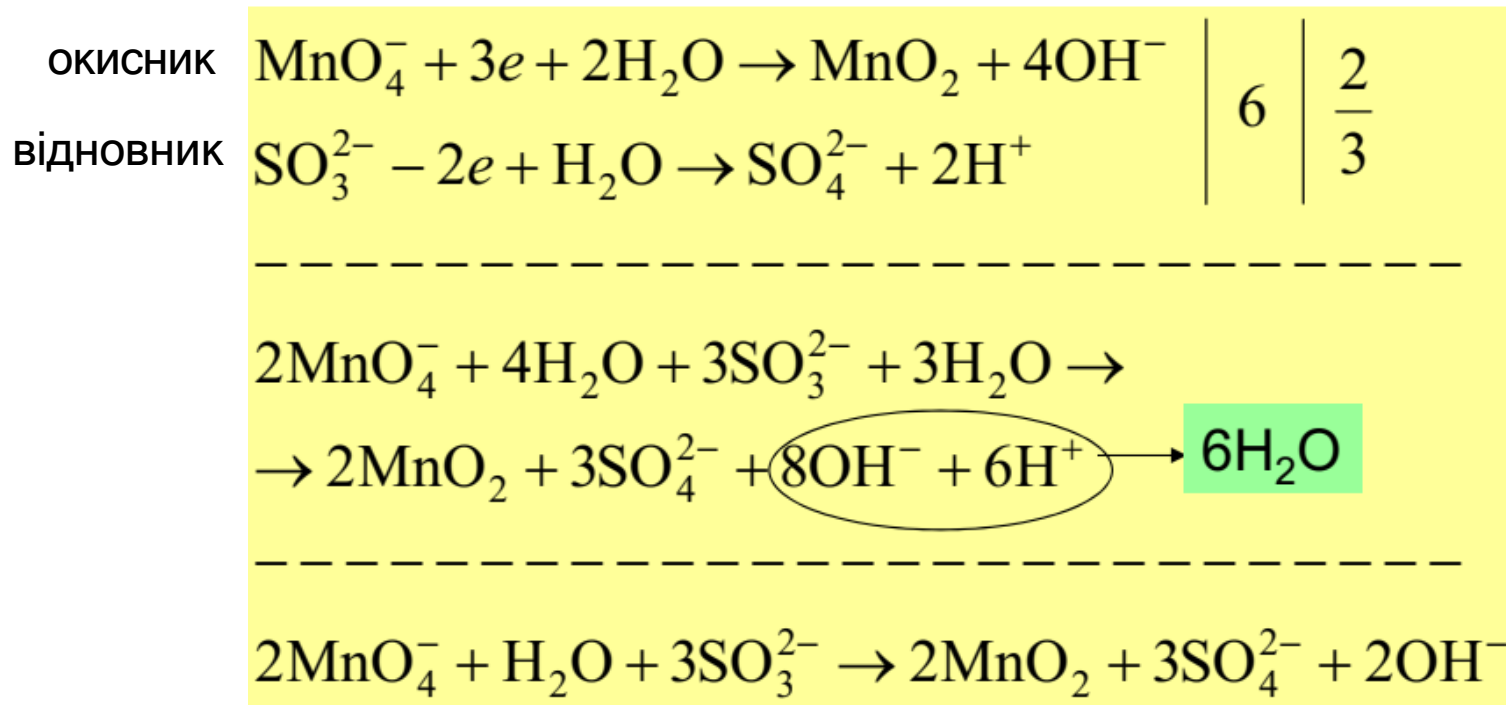 окисник MnO₄⁻ + 3e + 2H₂O → MnO₂ + 4OH⁻ | 6 | 2
відновник SO₃²⁻ − 2e + H₂O → SO₄²⁻ + 2H⁺ 3
2MnO₄⁻ + 4H₂O + 3SO₃²⁻ + 3H₂O →
→ 2MnO₂ + 3SO₄²⁻ + 8OH⁻ + 6H⁺ → 6H₂O
2MnO₄⁻ + H₂O + 3SO₃²⁻ → 2MnO₂ + 3SO₄²⁻ + 2OH⁻